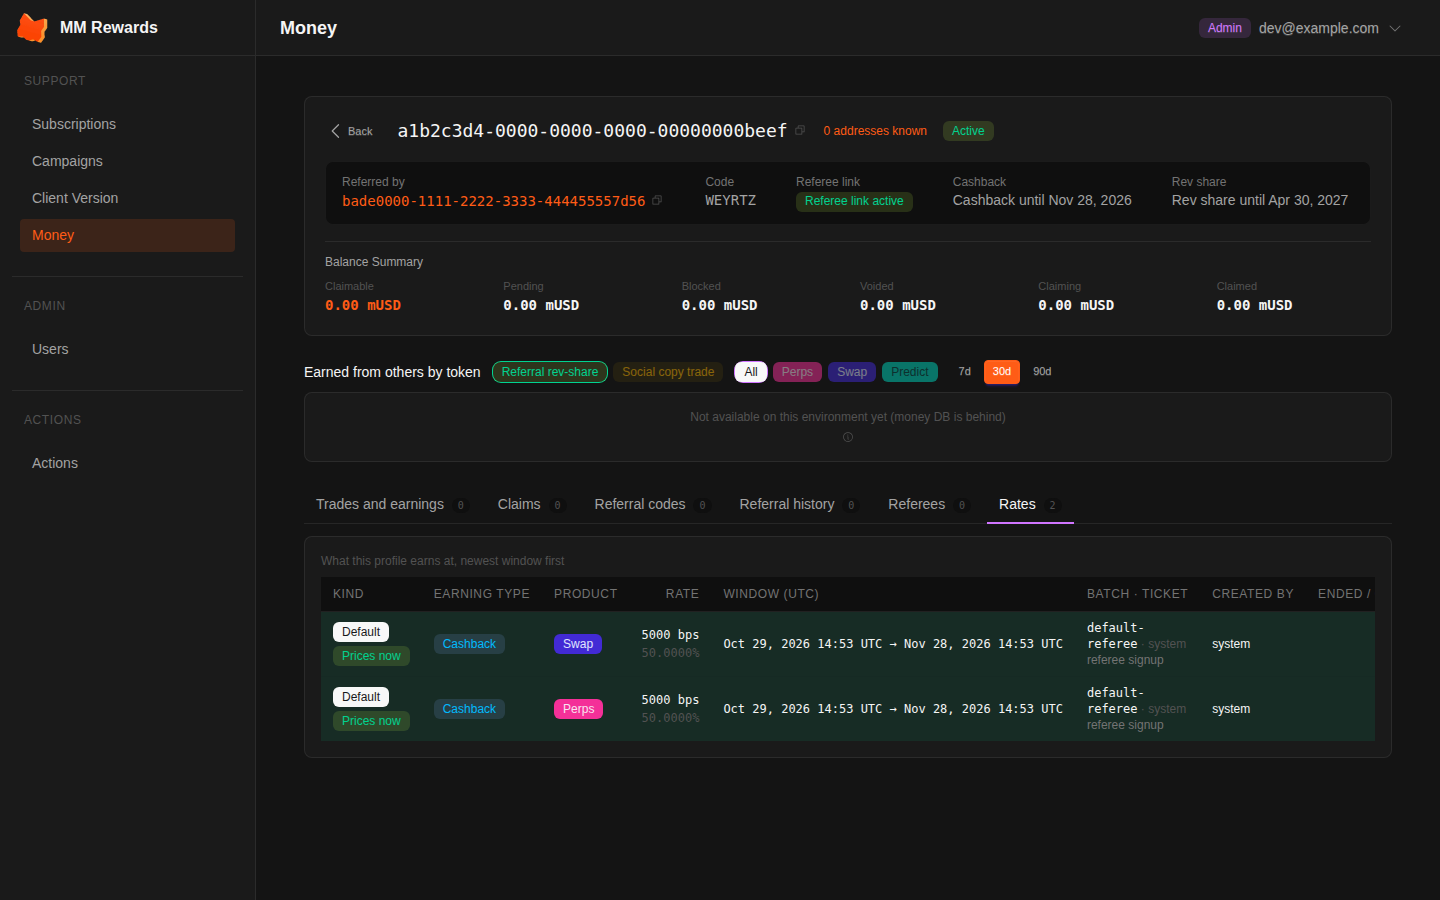 MM Rewards
Money
Admin dev@example.com
SUPPORT
Subscriptions
Campaigns
Client Version
Money
ADMIN
Users
ACTIONS
Actions
Back a1b2c3d4-0000-0000-0000-00000000beef 0 addresses known Active
Referred by Code Referee link Cashback Rev share
bade0000-1111-2222-3333-444455557d56 WEYRTZ Referee link active Cashback until Nov 28, 2026 Rev share until Apr 30, 2027
Balance Summary
Claimable Pending Blocked Voided Claiming Claimed
0.00 mUSD 0.00 mUSD 0.00 mUSD 0.00 mUSD 0.00 mUSD 0.00 mUSD
Earned from others by token Referral rev-share Social copy trade All Perps Swap Predict 7d 30d 90d
Not available on this environment yet (money DB is behind)
Trades and earnings 0 Claims 0 Referral codes 0 Referral history 0 Referees 0 Rates 2
What this profile earns at, newest window first
KIND EARNING TYPE PRODUCT RATE WINDOW (UTC) BATCH · TICKET CREATED BY ENDED /
Default
Prices now
Cashback
Swap
5000 bps
50.0000%
Oct 29, 2026 14:53 UTC → Nov 28, 2026 14:53 UTC
default-
referee · system
referee signup
system
Default
Prices now
Cashback
Perps
5000 bps
50.0000%
Oct 29, 2026 14:53 UTC → Nov 28, 2026 14:53 UTC
default-
referee · system
referee signup
system